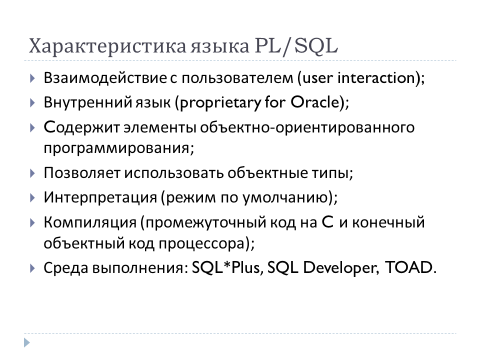 Характеристика языка PL/SQL
Взаимодействие с пользователем (user interaction);
Внутренний язык (proprietary for Oracle);
Содержит элементы объектно-ориентированного
программирования;
Позволяет использовать объектные типы;
Интерпретация (режим по умолчанию);
Компиляция (промежуточный код на C и конечный
объектный код процессора);
Среда выполнения: SQL*Plus, SQL Developer, TOAD.